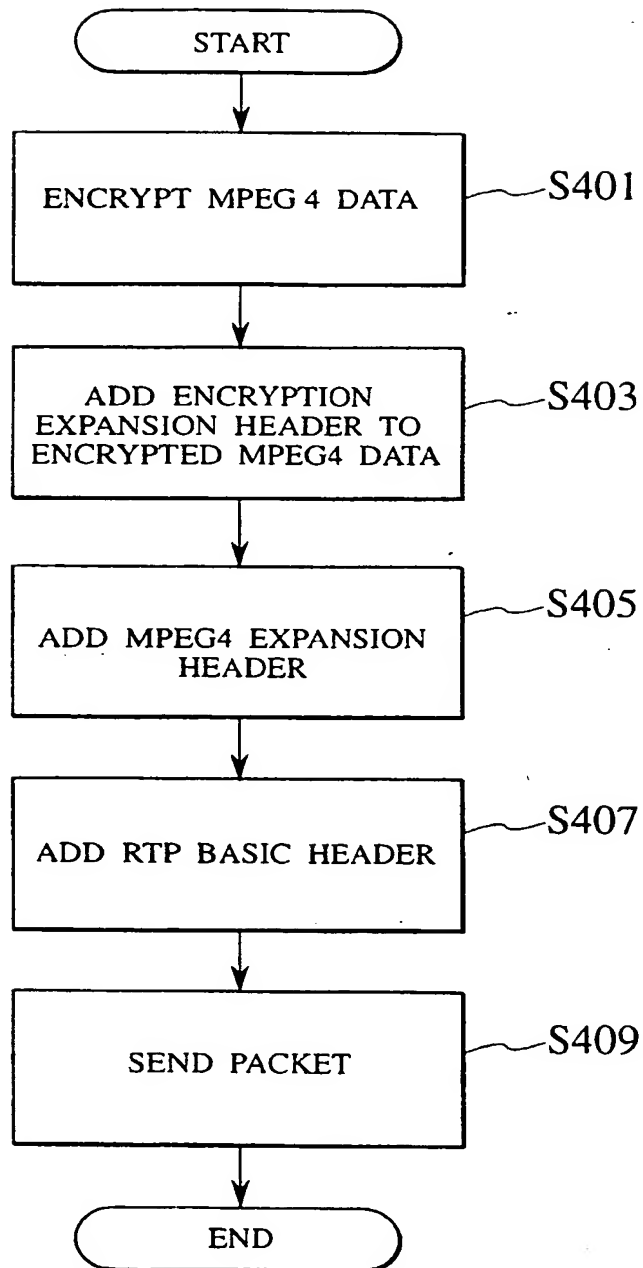 START
ENCRYPT MPEG 4 DATA
S401
ADD ENCRYPTION
EXPANSION HEADER TO
ENCRYPTED MPEG4 DATA
S403
ADD MPEG4 EXPANSION
HEADER
S405
ADD RTP BASIC HEADER
S407
SEND PACKET
S409
END